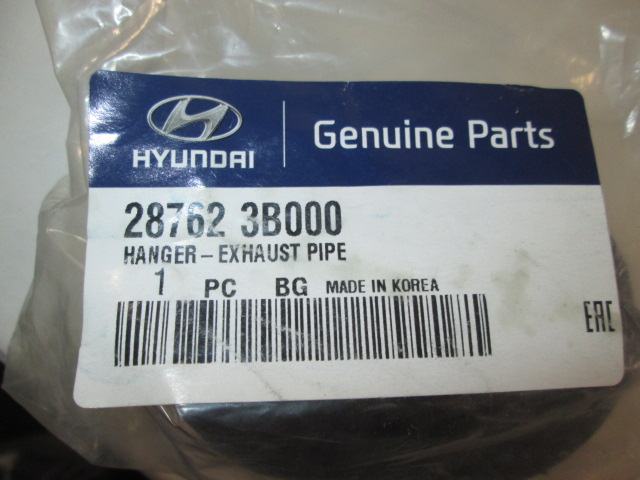 HYUNDAI
Genuine Parts
28762 3B000
HANGER-EXHAUST PIPE
1 PC BG MADE IN KOREA
EAC